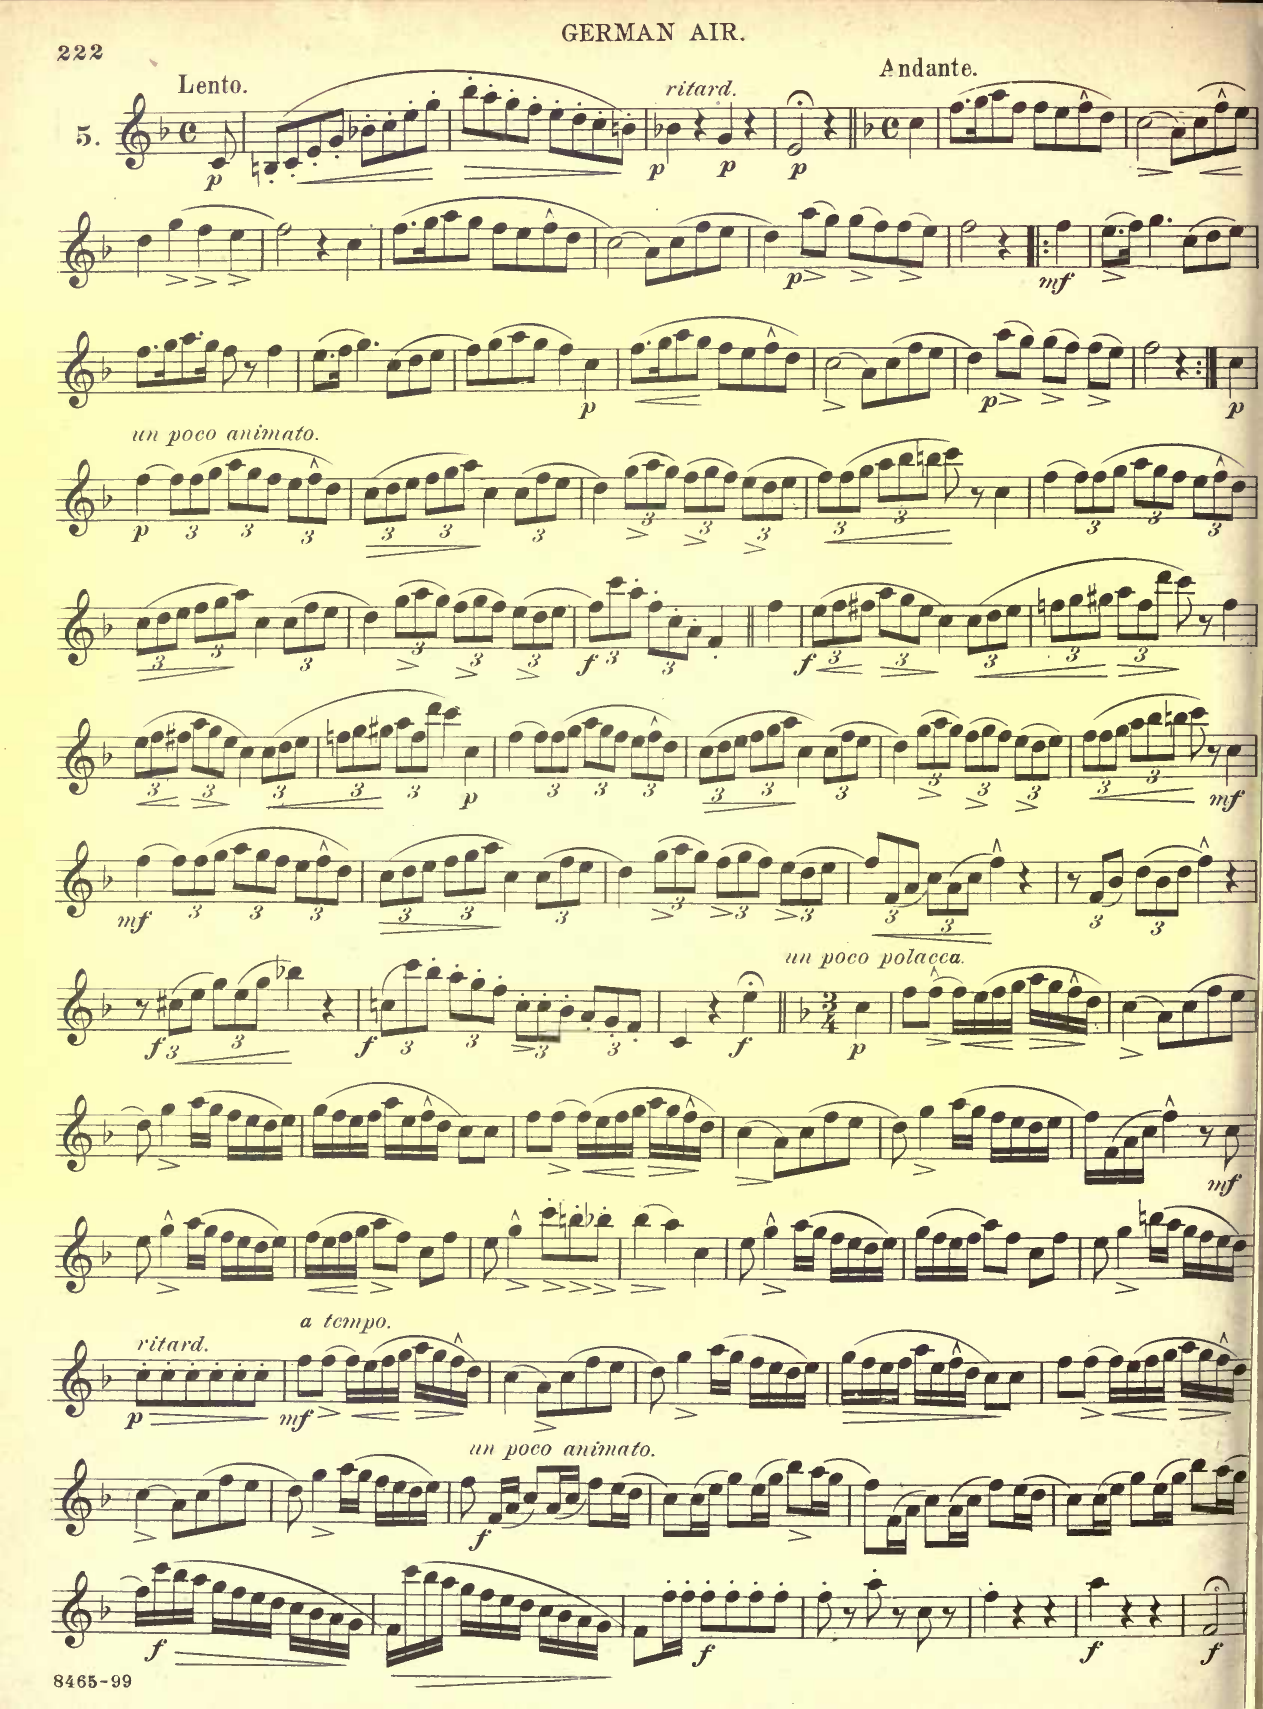 GERMAN AIR.
222
Lento.
ritard.
Andante.
5.
p
p p p
p mf
p p p
un poco animato.
p 3 3 3 3 3 3 3 3 3 3 3 3 3 3
3 3 3 3 3 3 f 3 3 f 3 3 3 3 3
3 3 3 3 3 p 3 3 3 3 3 3 3 3 3 3 3 mf
mf 3 3 3 3 3 3 3 3 3 3 3 3 3
un poco polacca.
f 3 3 f 3 3 3 3 f 3 4 p
mf
ritard.
a tempo.
p mf
un poco animato.
f
f f f f
8465-99